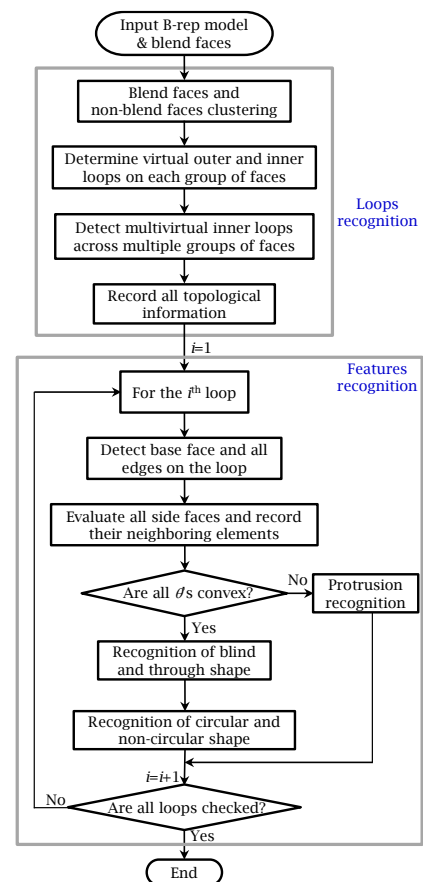 Input B-rep model
& blend faces
Blend faces and
non-blend faces clustering
Determine virtual outer and inner
loops on each group of faces
Loops
recognition
Detect multivirtual inner loops
across multiple groups of faces
Record all topological
information
i=1
Features
recognition
For the iᵗʰ loop
Detect base face and all
edges on the loop
Evaluate all side faces and record
their neighboring elements
Are all θ's convex?
No
Protrusion
recognition
Yes
Recognition of blind
and through shape
Recognition of circular and
non-circular shape
i=i+1
No
Are all loops checked?
Yes
End